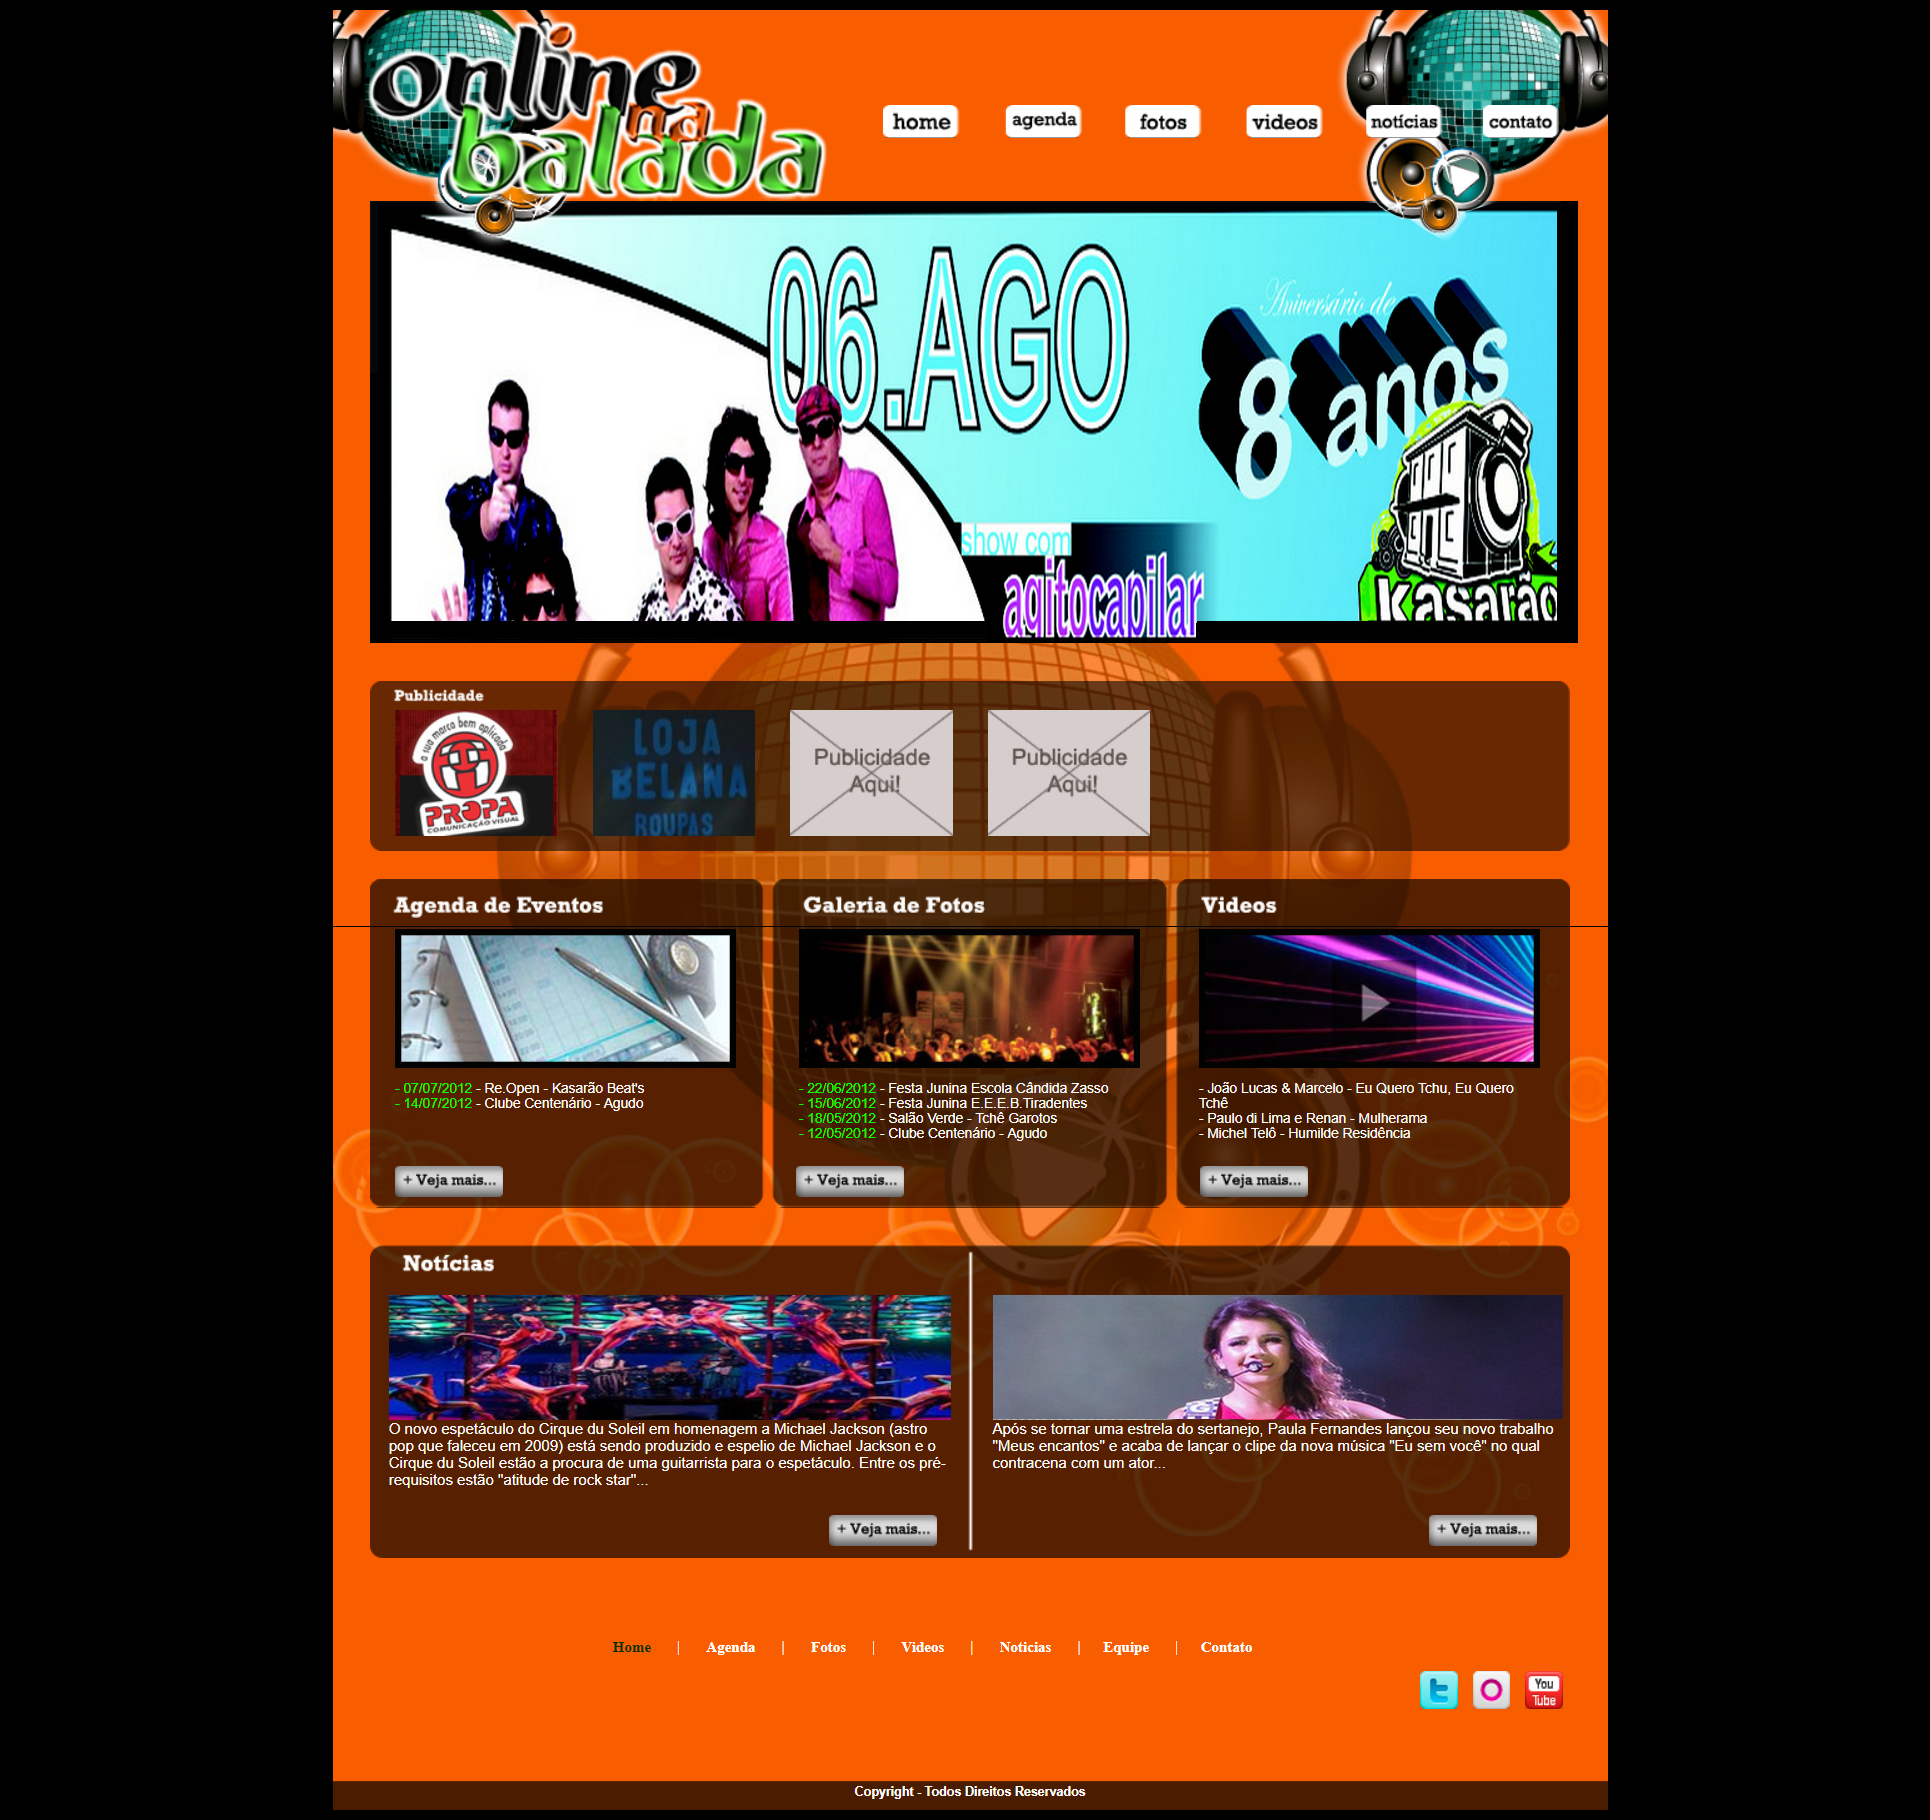 online
na
balada
home
agenda
fotos
videos
notícias
contato
06.AGO
Aniversário de
8 anos
show com
agitocapilar
kasarão
Publicidade
a sua marca bem aplicada
PROPA
COMUNICAÇÃO VISUAL
LOJA
BELANA
ROUPAS
Publicidade
Aqui!
Publicidade
Aqui!
Agenda de Eventos
- 07/07/2012 - Re.Open - Kasarão Beat's
- 14/07/2012 - Clube Centenário - Agudo
+ Veja mais...
Galeria de Fotos
- 22/06/2012 - Festa Junina Escola Cândida Zasso
- 15/06/2012 - Festa Junina E.E.E.B.Tiradentes
- 18/05/2012 - Salão Verde - Tchê Garotos
- 12/05/2012 - Clube Centenário - Agudo
+ Veja mais...
Videos
- João Lucas & Marcelo - Eu Quero Tchu, Eu Quero
Tchê
- Paulo di Lima e Renan - Mulherama
- Michel Telô - Humilde Residência
+ Veja mais...
Notícias
O novo espetáculo do Cirque du Soleil em homenagem a Michael Jackson (astro
pop que faleceu em 2009) está sendo produzido e espelio de Michael Jackson e o
Cirque du Soleil estão a procura de uma guitarrista para o espetáculo. Entre os pré-
requisitos estão "atitude de rock star"...
+ Veja mais...
Após se tornar uma estrela do sertanejo, Paula Fernandes lançou seu novo trabalho
"Meus encantos" e acaba de lançar o clipe da nova música "Eu sem você" no qual
contracena com um ator...
+ Veja mais...
Home | Agenda | Fotos | Videos | Noticias | Equipe | Contato
You
Tube
Copyright - Todos Direitos Reservados